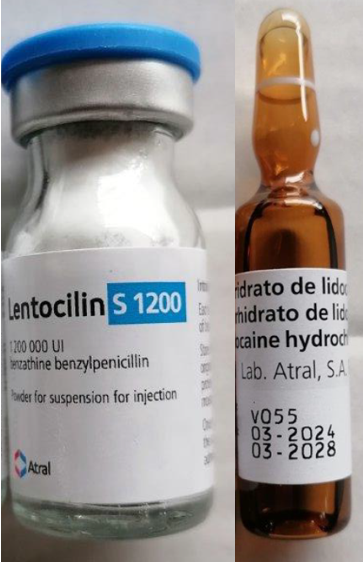 Lentocilin S 1200
1 200 000 UI
benzathine benzylpenicillin
Powder for suspension for injection
Atral
idrato de lidoc
rhidrato de lido
ocaine hydroch
Lab. Atral, S.A.
V055
03-2024
03-2028